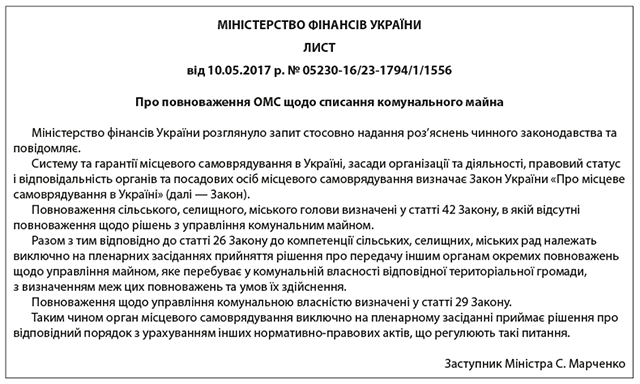 МІНІСТЕРСТВО ФІНАНСІВ УКРАЇНИ
ЛИСТ
від 10.05.2017 р. № 05230-16/23-1794/1/1556
Про повноваження ОМС щодо списання комунального майна
Міністерство фінансів України розглянуло запит стосовно надання роз’яснень чинного законодавства та
повідомляє.
Систему та гарантії місцевого самоврядування в Україні, засади організації та діяльності, правовий статус
і відповідальність органів та посадових осіб місцевого самоврядування визначає Закон України «Про місцеве
самоврядування в Україні» (далі — Закон).
Повноваження сільського, селищного, міського голови визначені у статті 42 Закону, в якій відсутні
повноваження щодо рішень з управління комунальним майном.
Разом з тим відповідно до статті 26 Закону до компетенції сільських, селищних, міських рад належать
виключно на пленарних засіданнях прийняття рішення про передачу іншим органам окремих повноважень
щодо управління майном, яке перебуває у комунальній власності відповідної територіальної громади,
з визначенням меж цих повноважень та умов їх здійснення.
Повноваження щодо управління комунальною власністю визначені у статті 29 Закону.
Таким чином орган місцевого самоврядування виключно на пленарному засіданні приймає рішення про
відповідний порядок з урахуванням інших нормативно-правових актів, що регулюють такі питання.
Заступник Міністра С. Марченко